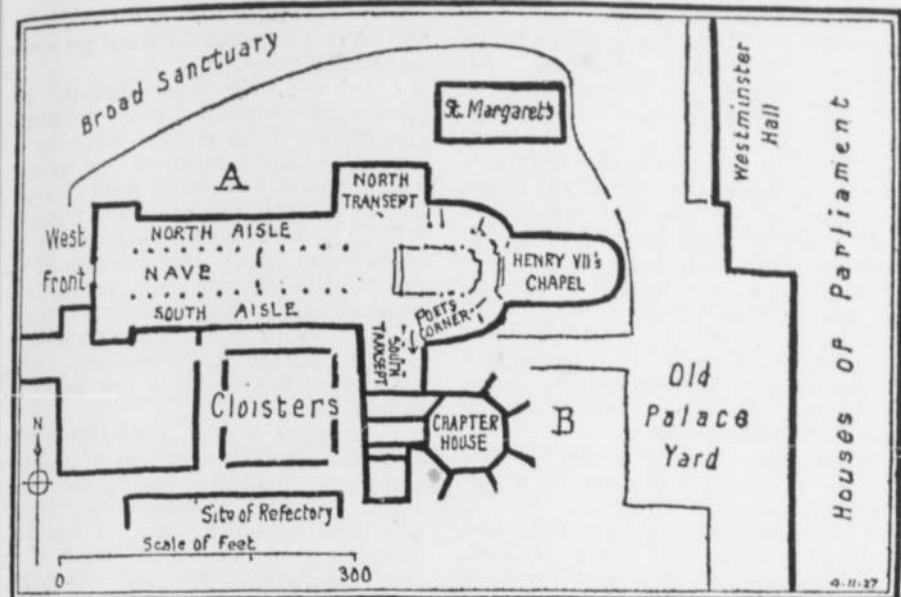 Broad Sanctuary
St. Margaret's
Westminster
Hall
Houses of Parliament
A
NORTH
TRANSEPT
West
Front
NORTH AISLE
NAVE
SOUTH AISLE
HENRY VII's
CHAPEL
POETS
CORNER
SOUTH
TRANSEPT
Cloisters
CHAPTER
HOUSE
B
Old
Palace
Yard
N
Site of Refectory
Scale of Feet
0
300
4-11-27